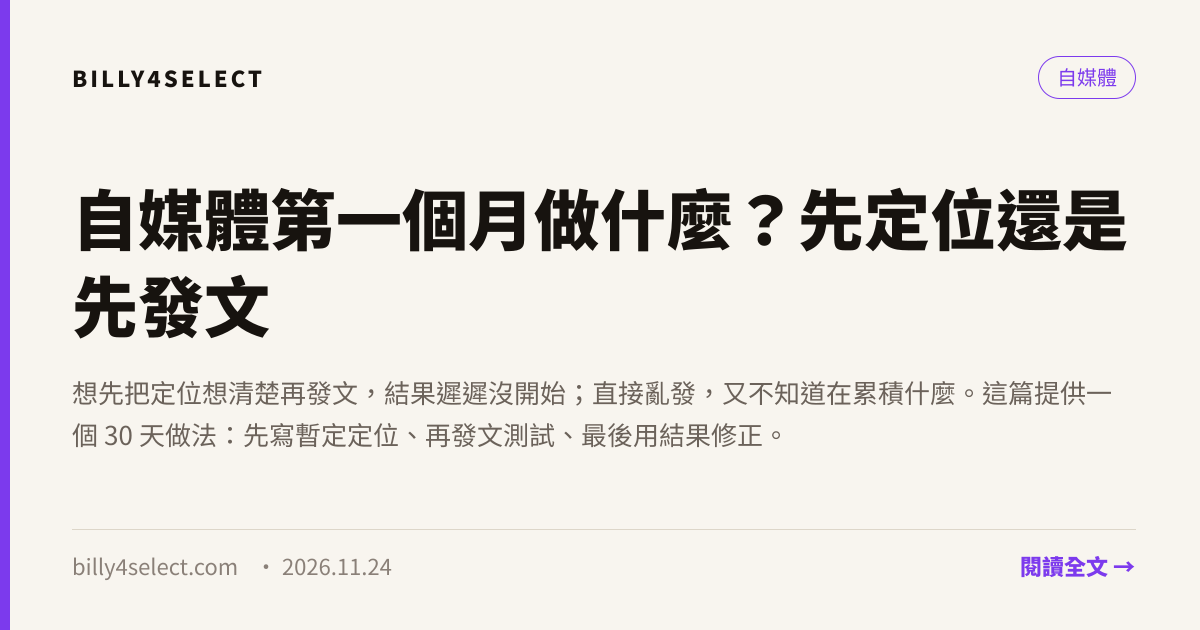 BILLY4SELECT
自媒體
自媒體第一個月做什麼？先定位還是
先發文
想先把定位想清楚再發文，結果遲遲沒開始；直接亂發，又不知道在累積什麼。這篇提供一
個 30 天做法：先寫暫定定位、再發文測試、最後用結果修正。
billy4select.com ・ 2026.11.24
閱讀全文 →